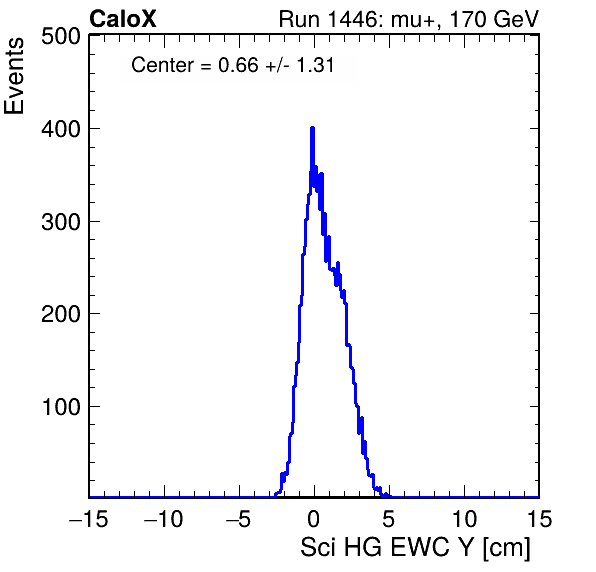 CaloX Run 1446: mu+, 170 GeV
Center = 0.66 +/- 1.31
Events
500
400
300
200
100
−15 −10 −5 0 5 10 15
Sci HG EWC Y [cm]